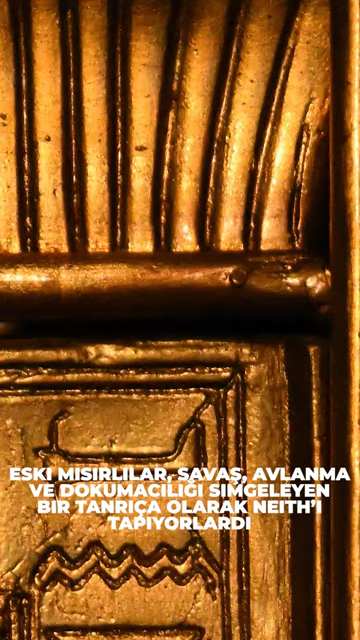 ESKİ MISIRLILAR, SAVAŞ, AVLANMA
VE DOKUMACILIĞI SİMGELEYEN
BİR TANRIÇA OLARAK NEITH'İ
TAPIYORLARDI